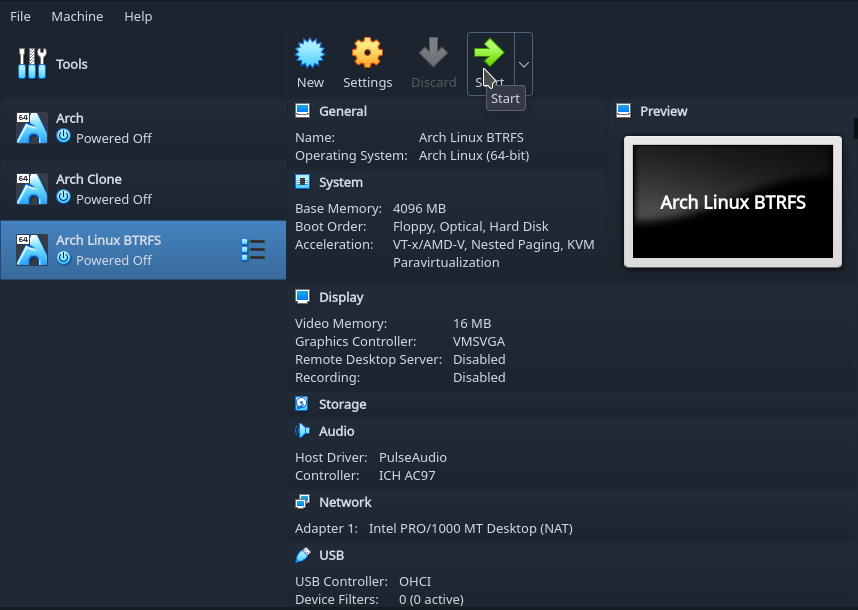 File Machine Help
Tools
New Settings Discard Start
Start
64
Arch
Powered Off
64
Arch Clone
Powered Off
64
Arch Linux BTRFS
Powered Off
General
Name: Arch Linux BTRFS
Operating System: Arch Linux (64-bit)
System
Base Memory: 4096 MB
Boot Order: Floppy, Optical, Hard Disk
Acceleration: VT-x/AMD-V, Nested Paging, KVM
Paravirtualization
Preview
Arch Linux BTRFS
Display
Video Memory: 16 MB
Graphics Controller: VMSVGA
Remote Desktop Server: Disabled
Recording: Disabled
Storage
Audio
Host Driver: PulseAudio
Controller: ICH AC97
Network
Adapter 1: Intel PRO/1000 MT Desktop (NAT)
USB
USB Controller: OHCI
Device Filters: 0 (0 active)